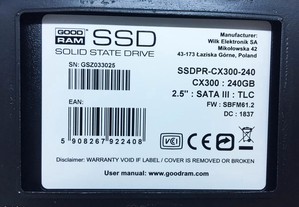 GOOD RAM SSD
SOLID STATE DRIVE
Manufacturer:
Wilk Elektronik SA
Mikołowska 42
43-173 Łaziska Górne, Poland
SN: GSZ033025
SSDPR-CX300-240
CX300 : 240GB
2.5" : SATA III : TLC
FW : SBFM61.2
DC : 1837
EAN:
5 908267 922408
Disclaimer: WARRANTY VOID IF LABEL / COVER IS REMOVED OR BROKEN
User manual: www.goodram.com